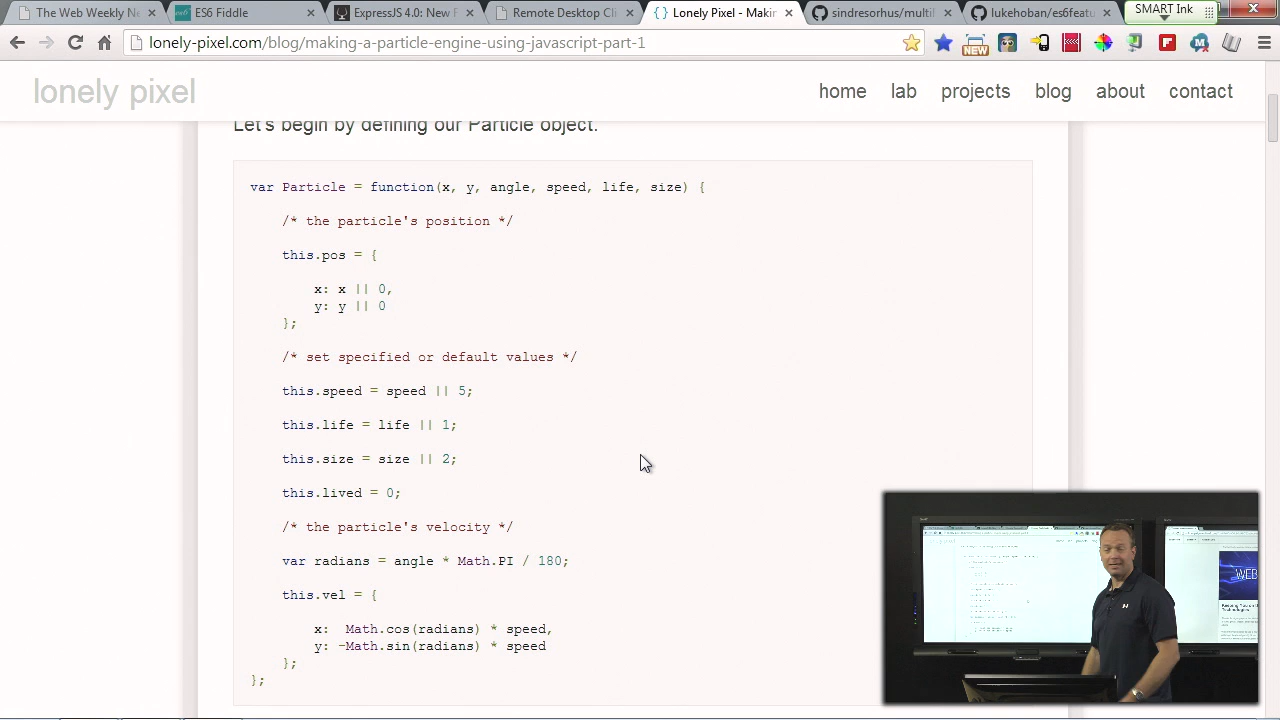 The Web Weekly Ne
ES6 Fiddle
ExpressJS 4.0: New F
Remote Desktop C
Lonely Pixel - Makin
sindresorhus/multi
lukehoban/es6featu
SMART Ink
lonely-pixel.com/blog/making-a-particle-engine-using-javascript-part-1
NEW
lonely pixel
home lab projects blog about contact
Let's begin by defining our Particle object.
var Particle = function(x, y, angle, speed, life, size) {
/* the particle's position */
this.pos = {
x: x || 0,
y: y || 0
};
/* set specified or default values */
this.speed = speed || 5;
this.life = life || 1;
this.size = size || 2;
this.lived = 0;
/* the particle's velocity */
var radians = angle * Math.PI / 180;
this.vel = {
x: Math.cos(radians) * speed,
y: -Math.sin(radians) * speed
};
};
WEB